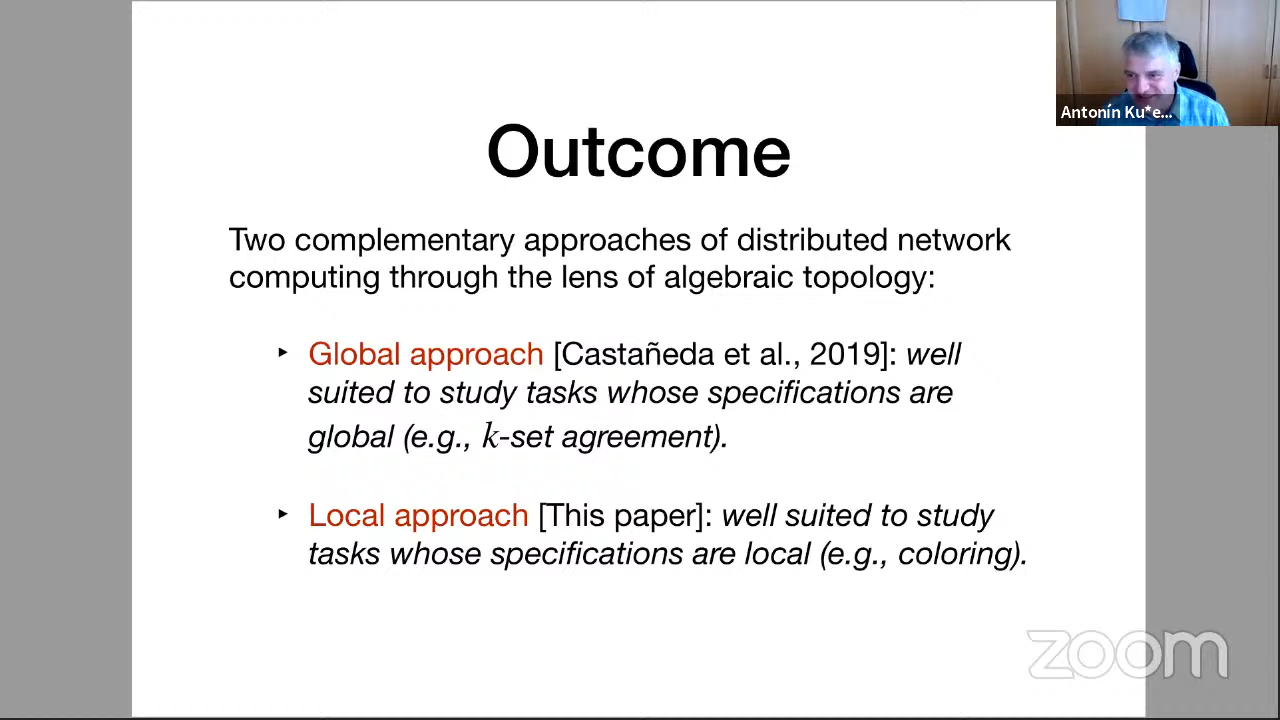 Outcome
Antonín Ku*e...
Two complementary approaches of distributed network
computing through the lens of algebraic topology:
‣ Global approach [Castañeda et al., 2019]: well
suited to study tasks whose specifications are
global (e.g., k-set agreement).
‣ Local approach [This paper]: well suited to study
tasks whose specifications are local (e.g., coloring).
zoom